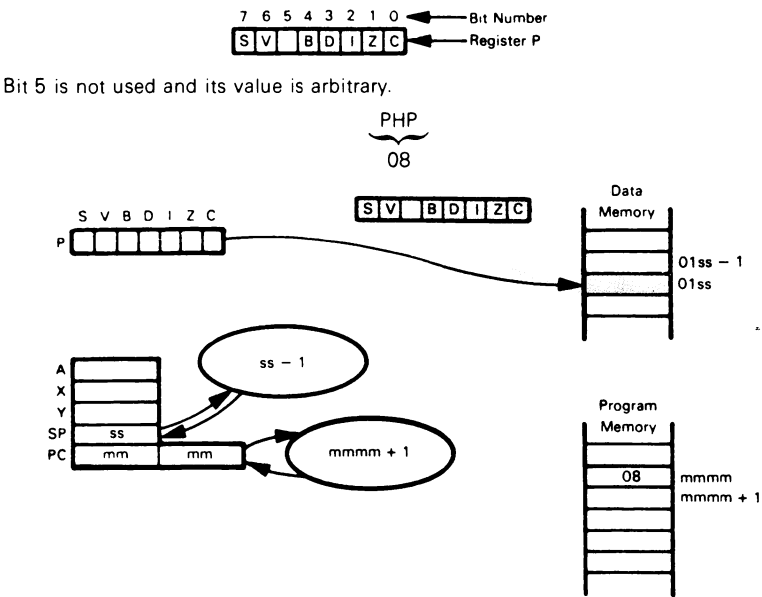 7 6 5 4 3 2 1 0 Bit Number
S V B D I Z C Register P
Bit 5 is not used and its value is arbitrary.
PHP
08
S V B D I Z C
Data
Memory
S V B D I Z C
P
01ss – 1
01ss
A
X
Y
SP ss
PC mm mm
ss – 1
mmmm + 1
Program
Memory
08 mmmm
mmmm + 1